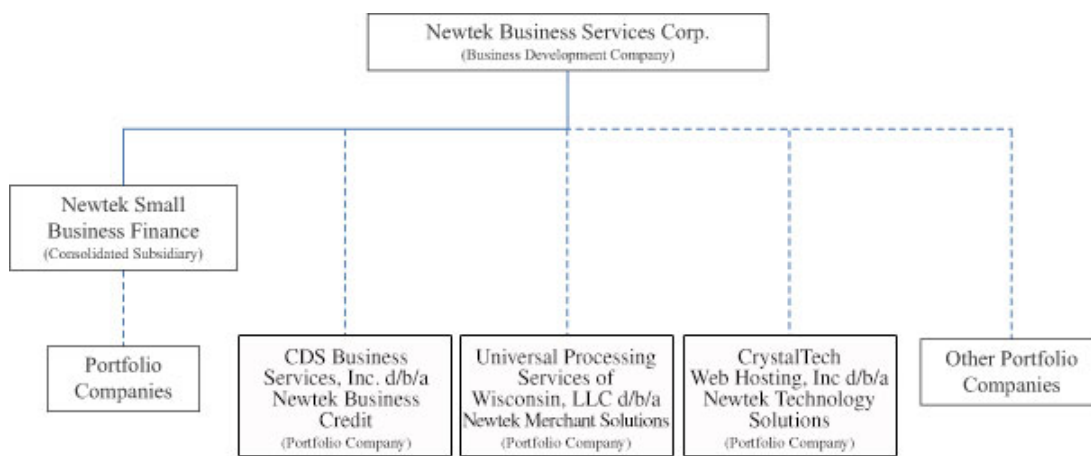 Newtek Business Services Corp.
(Business Development Company)
Newtek Small
Business Finance
(Consolidated Subsidiary)
Portfolio
Companies
CDS Business
Services, Inc. d/b/a
Newtek Business
Credit
(Portfolio Company)
Universal Processing
Services of
Wisconsin, LLC d/b/a
Newtek Merchant Solutions
(Portfolio Company)
CrystalTech
Web Hosting, Inc d/b/a
Newtek Technology
Solutions
(Portfolio Company)
Other Portfolio
Companies